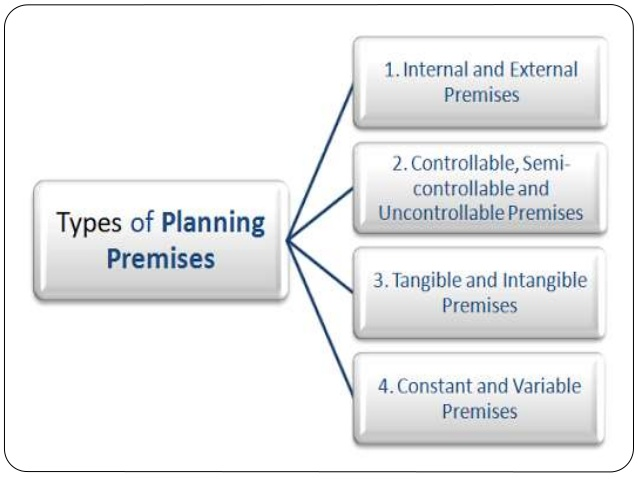 Types of Planning
Premises
1. Internal and External
Premises
2. Controllable, Semi-
controllable and
Uncontrollable Premises
3. Tangible and Intangible
Premises
4. Constant and Variable
Premises